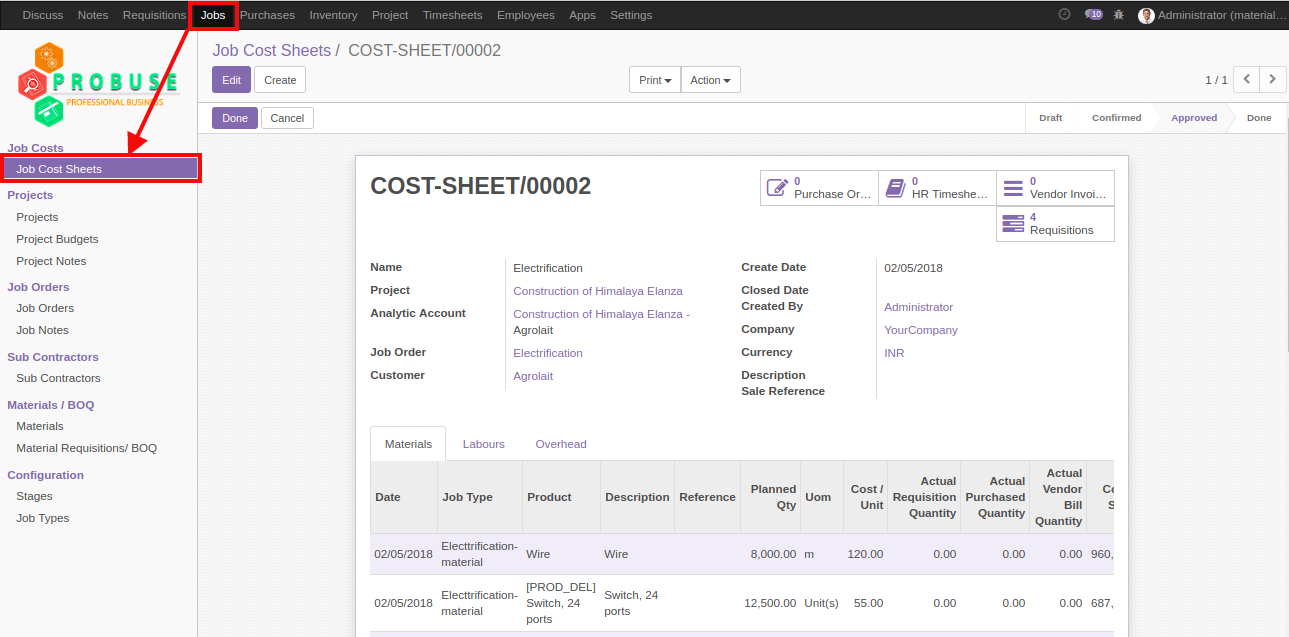 Discuss Notes Requisitions Jobs Purchases Inventory Project Timesheets Employees Apps Settings 10 Administrator (material...
PROBUSE
PROFESSIONAL BUSINESS
Job Cost Sheets / COST-SHEET/00002
Edit Create Print Action 1 / 1
Done Cancel Draft Confirmed Approved Done
Job Costs
Job Cost Sheets
Projects
Projects
Project Budgets
Project Notes
Job Orders
Job Orders
Job Notes
Sub Contractors
Sub Contractors
Materials / BOQ
Materials
Material Requisitions/ BOQ
Configuration
Stages
Job Types
COST-SHEET/00002
0 Purchase Or...
0 HR Timeshe...
0 Vendor Invoi...
4 Requisitions
Name Electrification
Project Construction of Himalaya Elanza
Analytic Account Construction of Himalaya Elanza -
Agrolait
Job Order Electrification
Customer Agrolait
Create Date 02/05/2018
Closed Date
Created By Administrator
Company YourCompany
Currency INR
Description
Sale Reference
Materials Labours Overhead
Date Job Type Product Description Reference Planned Qty Uom Cost / Unit Actual Requisition Quantity Actual Purchased Quantity Actual Vendor Bill Quantity
02/05/2018 Electtrification-material Wire Wire 8,000.00 m 120.00 0.00 0.00 0.00 960,
02/05/2018 Electtrification-material [PROD_DEL] Switch, 24 ports Switch, 24 ports 12,500.00 Unit(s) 55.00 0.00 0.00 0.00 687,